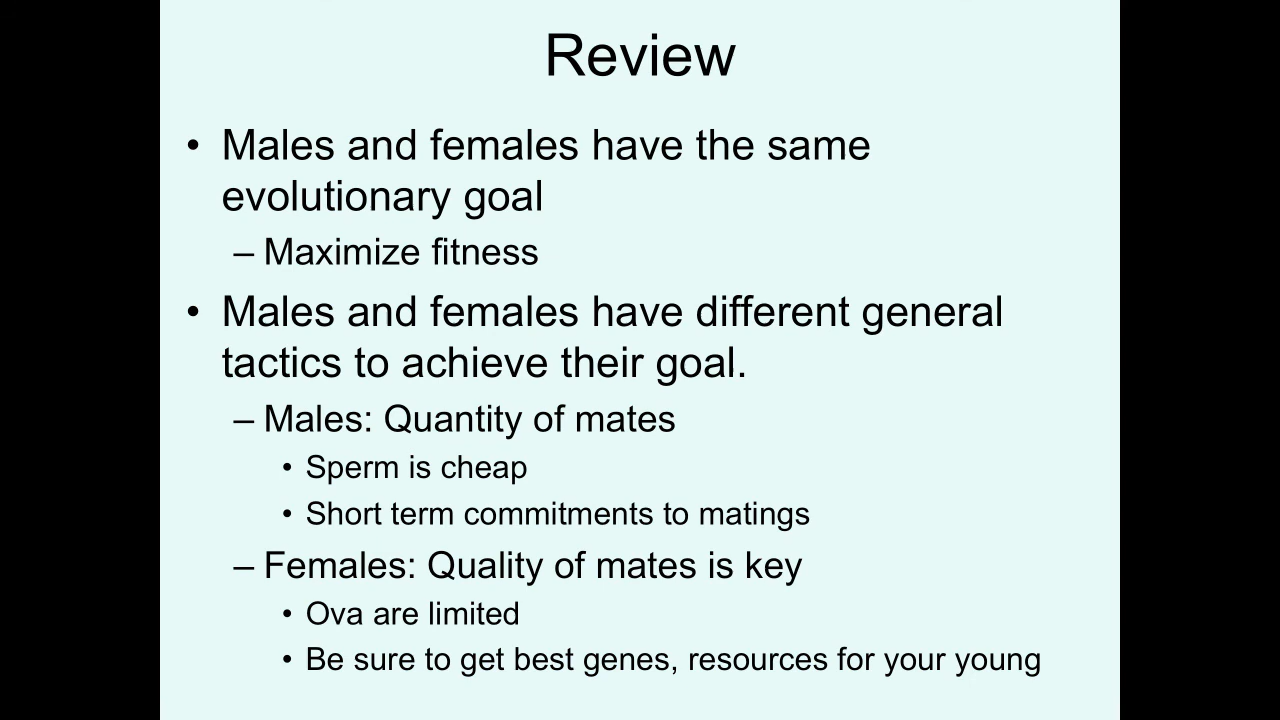 Review
• Males and females have the same
evolutionary goal
– Maximize fitness
• Males and females have different general
tactics to achieve their goal.
– Males: Quantity of mates
• Sperm is cheap
• Short term commitments to matings
– Females: Quality of mates is key
• Ova are limited
• Be sure to get best genes, resources for your young